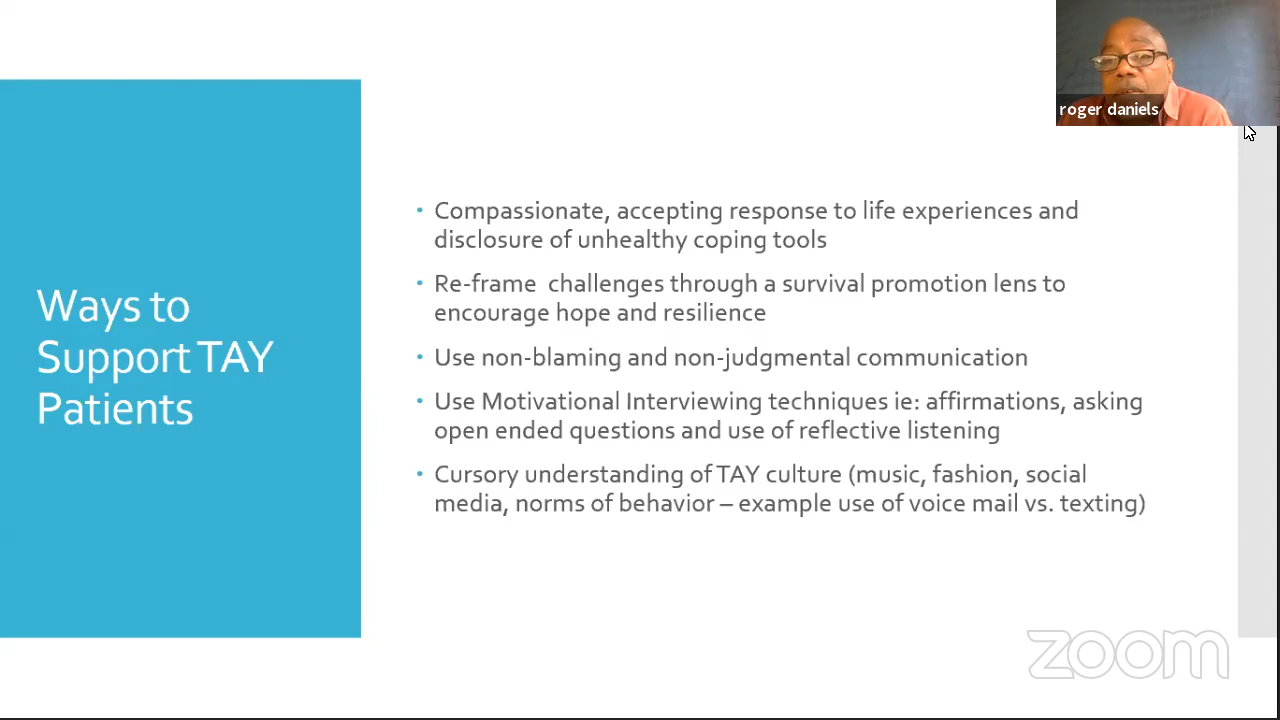 roger daniels
Ways to
Support TAY
Patients
• Compassionate, accepting response to life experiences and
disclosure of unhealthy coping tools
• Re-frame  challenges through a survival promotion lens to
encourage hope and resilience
• Use non-blaming and non-judgmental communication
• Use Motivational Interviewing techniques ie: affirmations, asking
open ended questions and use of reflective listening
• Cursory understanding of TAY culture (music, fashion, social
media, norms of behavior – example use of voice mail vs. texting)
zoom